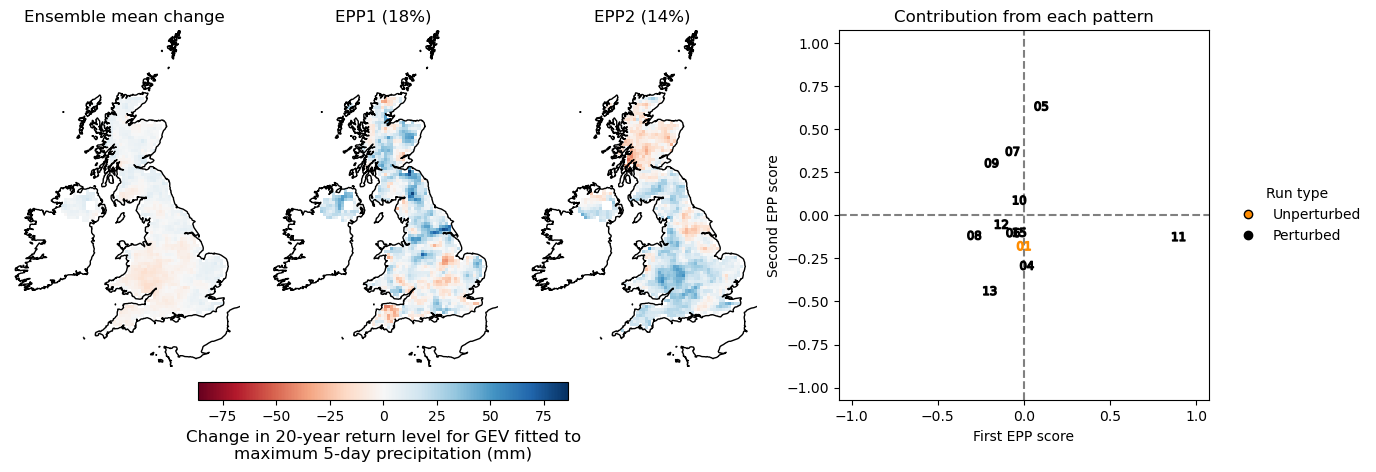 Ensemble mean change
EPP1 (18%)
EPP2 (14%)
Contribution from each pattern
−75 −50 −25 0 25 50 75
Change in 20-year return level for GEV fitted to
maximum 5-day precipitation (mm)
Second EPP score
1.00
0.75
0.50
0.25
0.00
−0.25
−0.50
−0.75
−1.00
05
07
09
10
12
15
08
11
01
04
13
−1.0 −0.5 0.0 0.5 1.0
First EPP score
Run type
Unperturbed
Perturbed